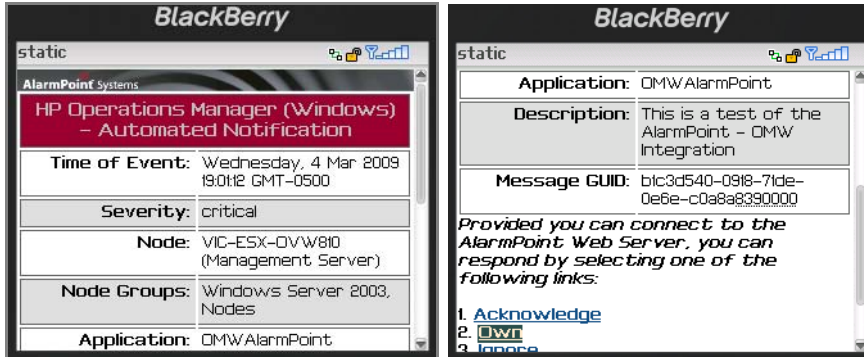 BlackBerry
static
AlarmPoint Systems
HP Operations Manager (Windows)
– Automated Notification
Time of Event: Wednesday, 4 Mar 2009
19:01:12 GMT-0500
Severity: critical
Node: VIC-ESX-OVW810
(Management Server)
Node Groups: Windows Server 2003,
Nodes
Application: OMWAlarmPoint
BlackBerry
static
Application: OMWAlarmPoint
Description: This is a test of the
AlarmPoint - OMW
Integration
Message GUID: b1c3d540-0918-71de-
0e6e-c0a8a8390000
Provided you can connect to the
AlarmPoint Web Server, you can
respond by selecting one of the
following links:
1. Acknowledge
2. Own
3. Ignore